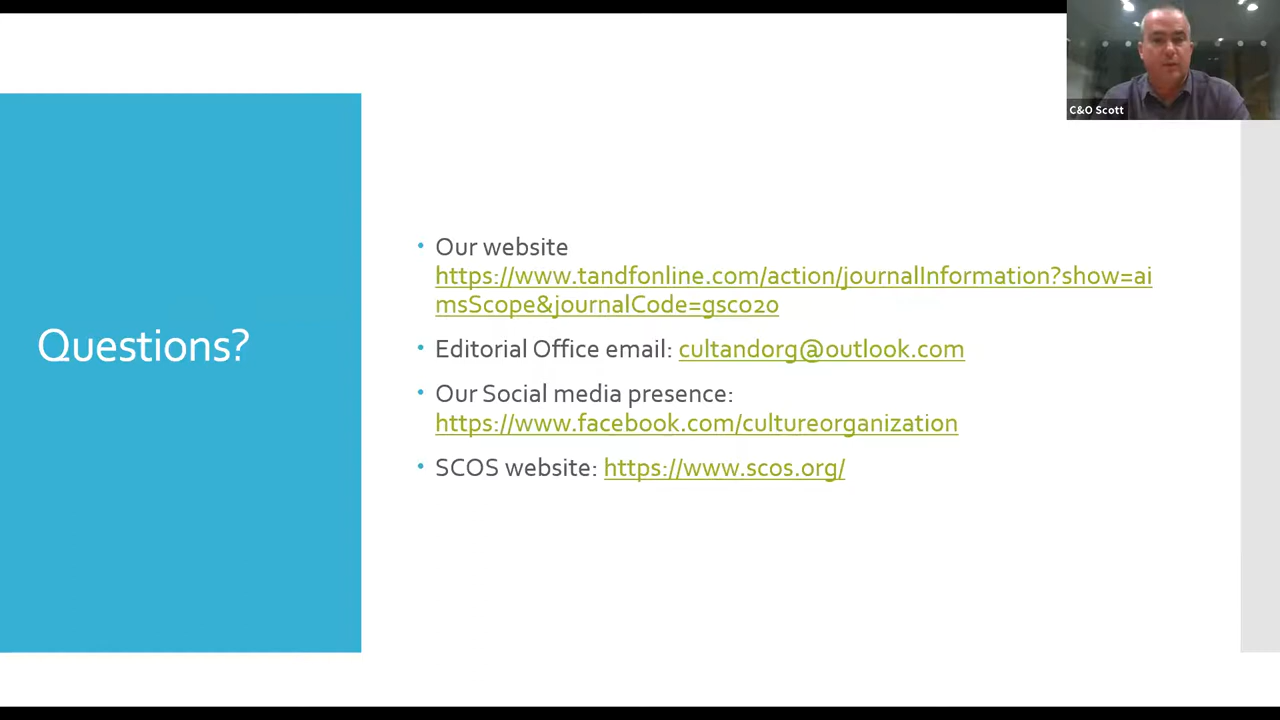 C&O Scott
Questions?
Our website
https://www.tandfonline.com/action/journalInformation?show=ai
msScope&journalCode=gsco20
Editorial Office email: cultandorg@outlook.com
Our Social media presence:
https://www.facebook.com/cultureorganization
SCOS website: https://www.scos.org/